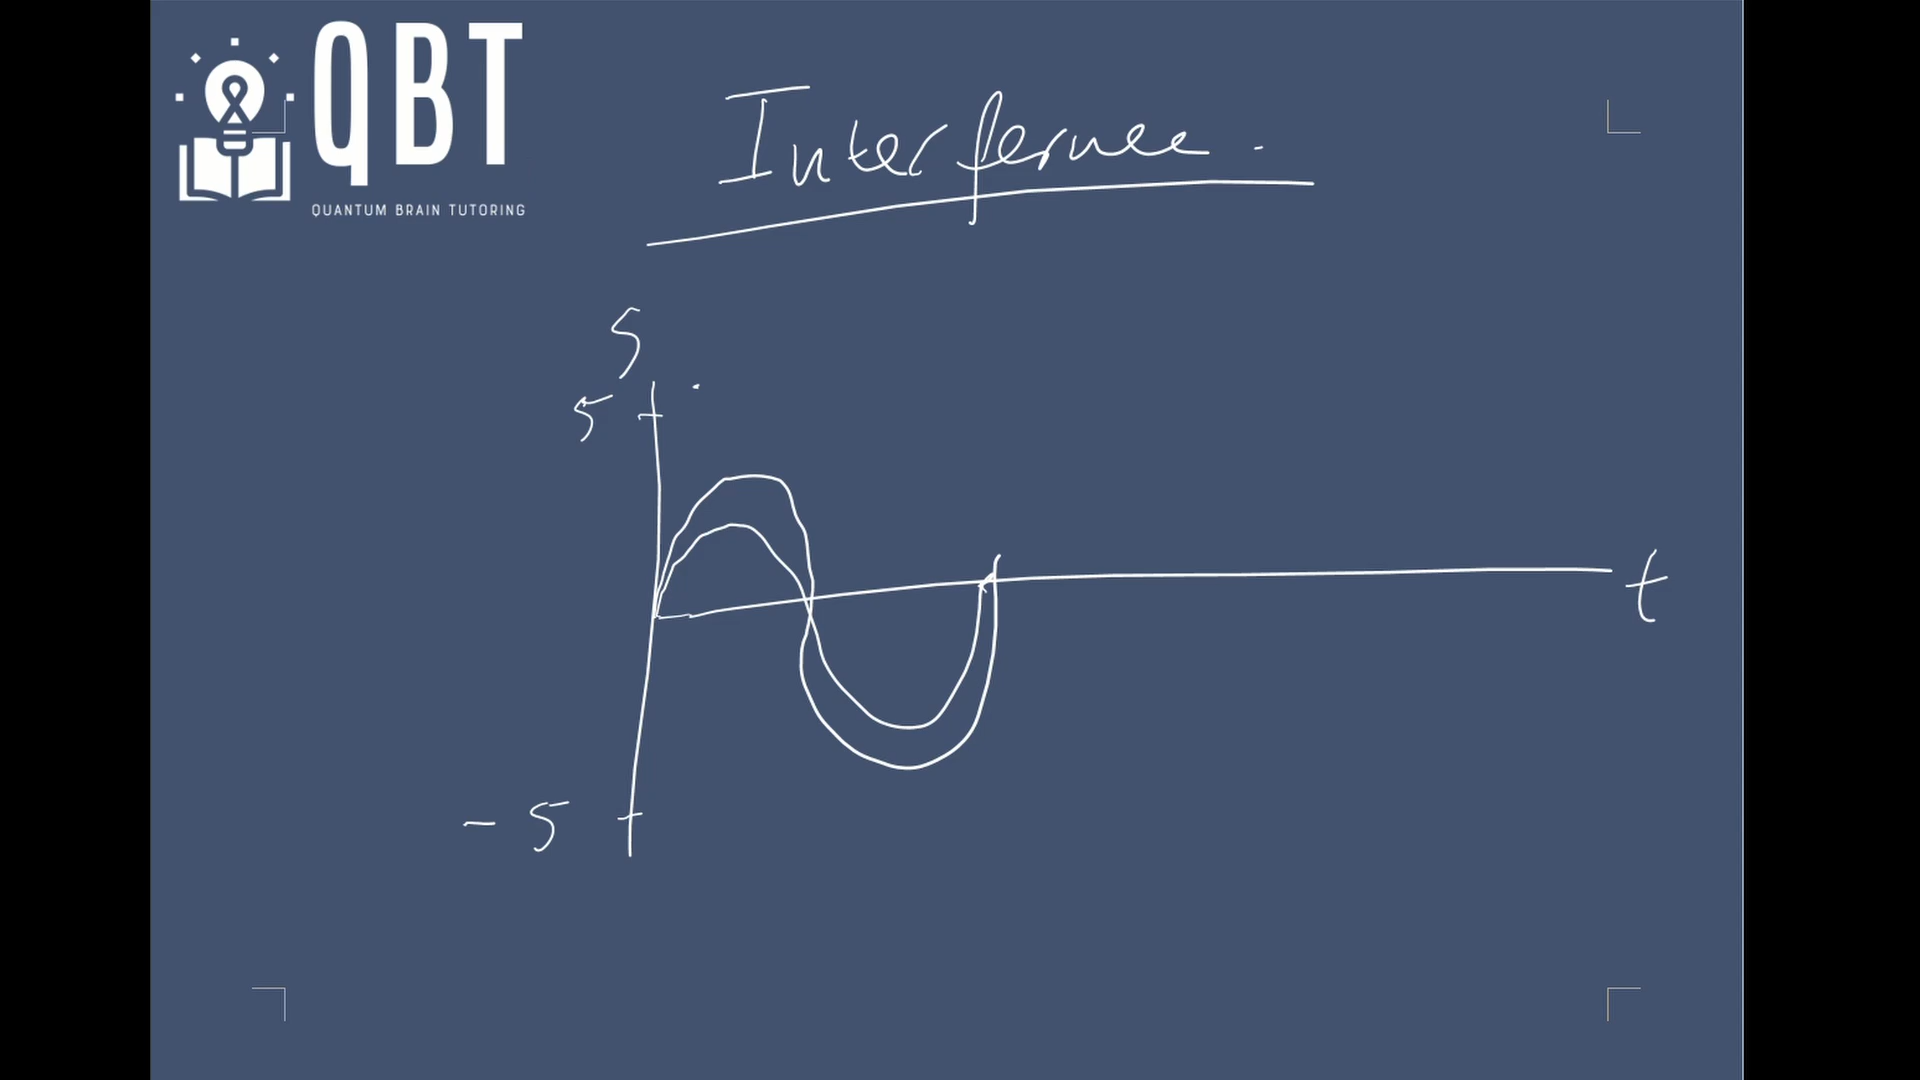 QBT
QUANTUM BRAIN TUTORING
Interfernce.
S
5
t
- 5